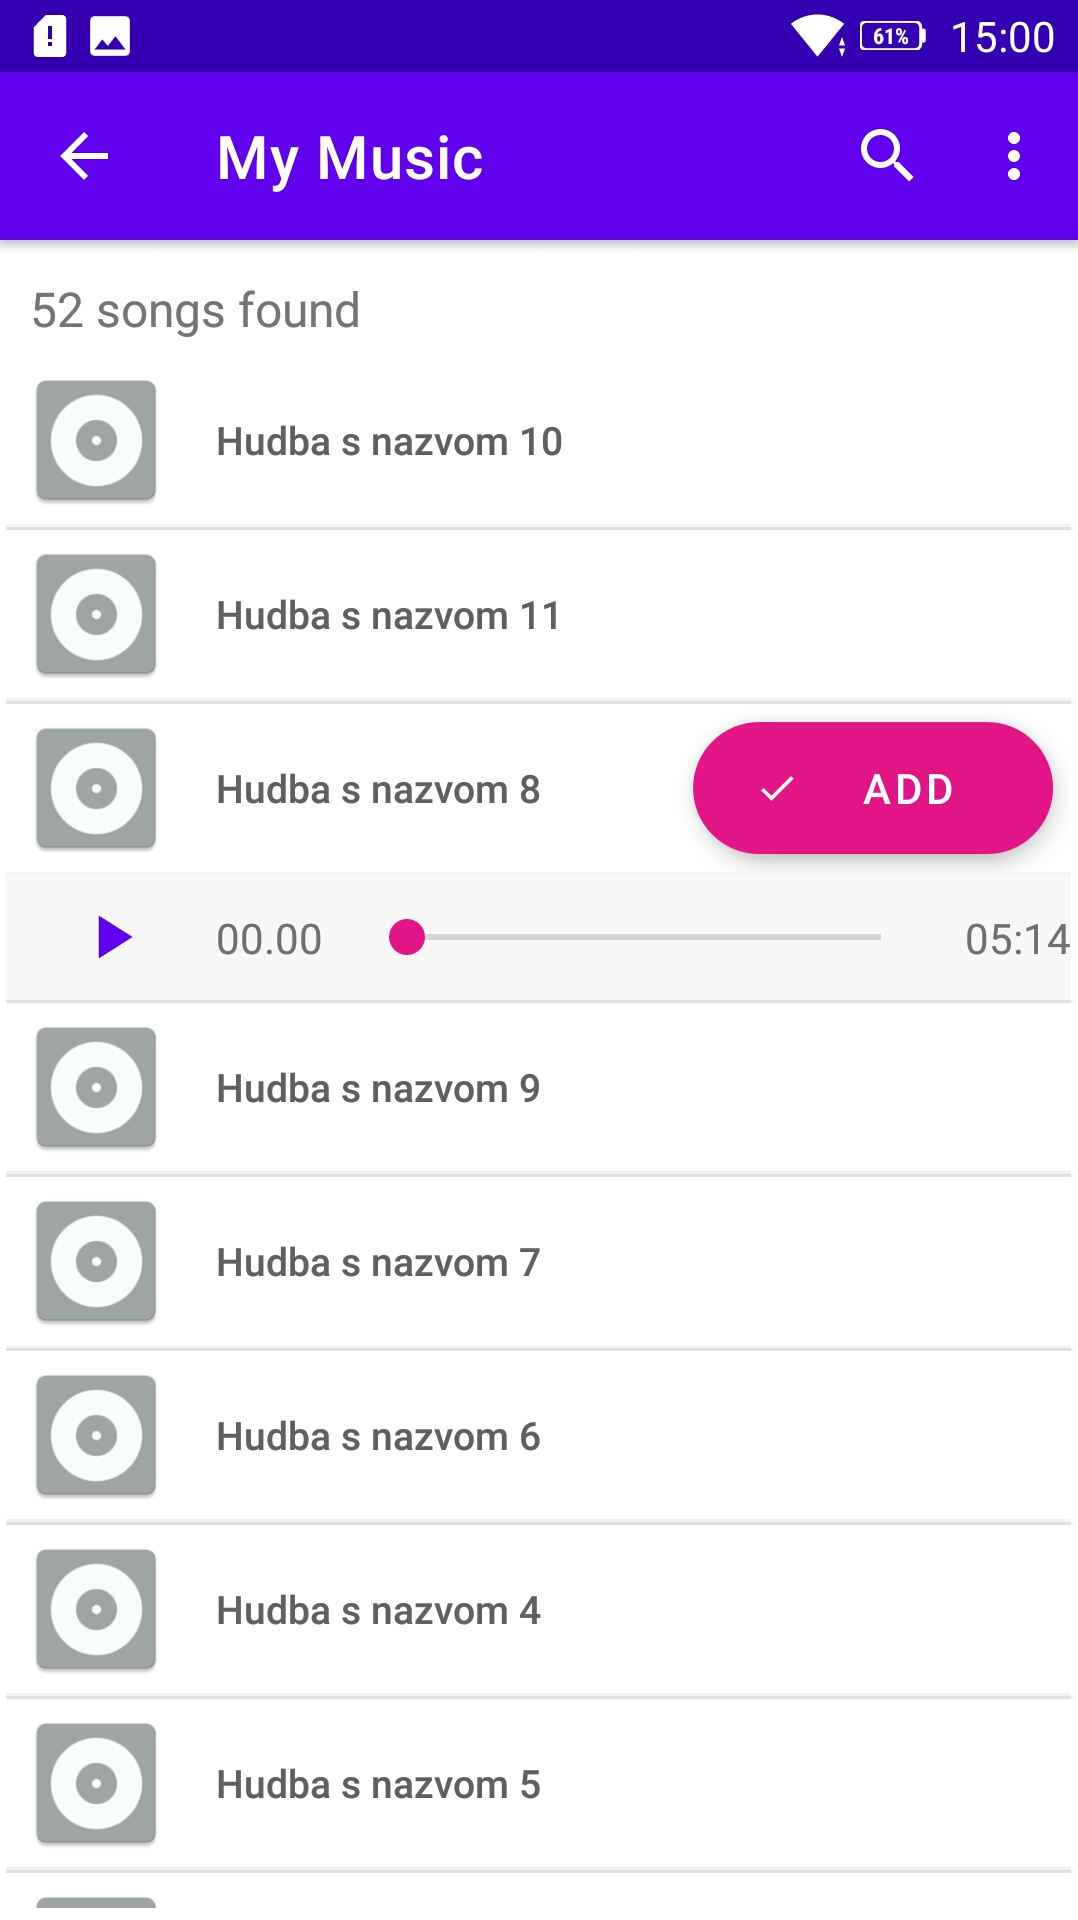 61% 15:00
My Music
52 songs found
Hudba s nazvom 10
Hudba s nazvom 11
Hudba s nazvom 8 ADD
00.00 05:14
Hudba s nazvom 9
Hudba s nazvom 7
Hudba s nazvom 6
Hudba s nazvom 4
Hudba s nazvom 5